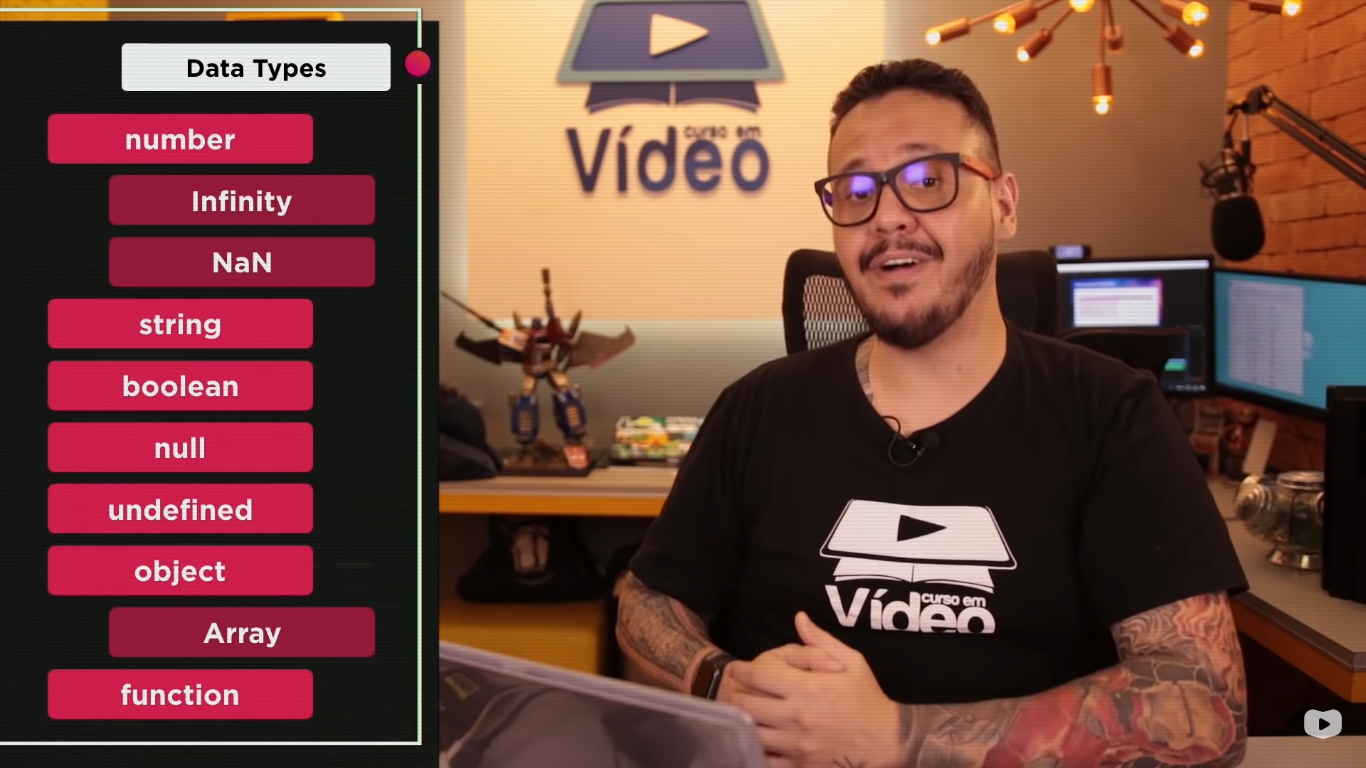 Data Types
number
Infinity
NaN
string
boolean
null
undefined
object
Array
function
curso em
Vídeo
curso em
Vídeo